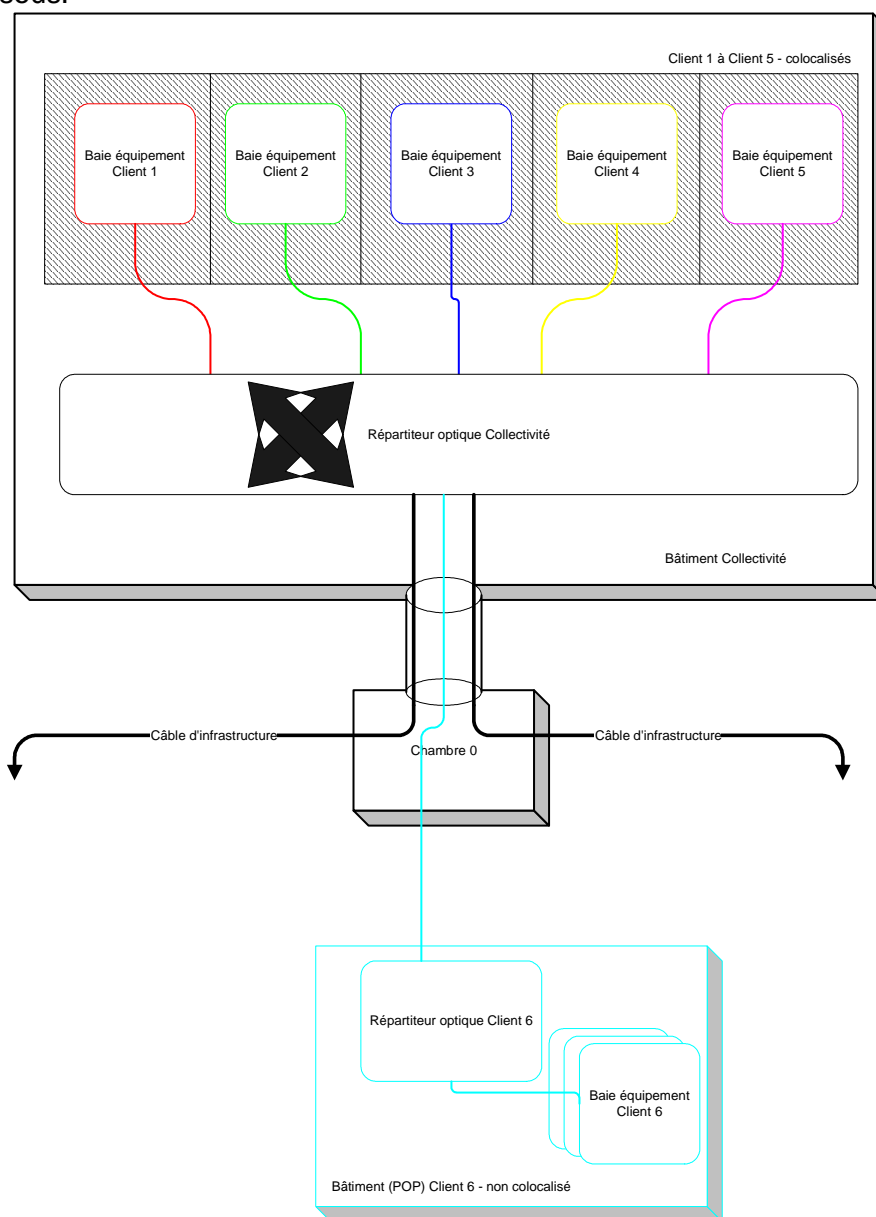 Client 1 à Client 5 - colocalisés
Baie équipement
Client 1
Baie équipement
Client 2
Baie équipement
Client 3
Baie équipement
Client 4
Baie équipement
Client 5
Répartiteur optique Collectivité
Bâtiment Collectivité
Câble d'infrastructure
Câble d'infrastructure
Chambre 0
Répartiteur optique Client 6
Baie équipement
Client 6
Bâtiment (POP) Client 6 - non colocalisé